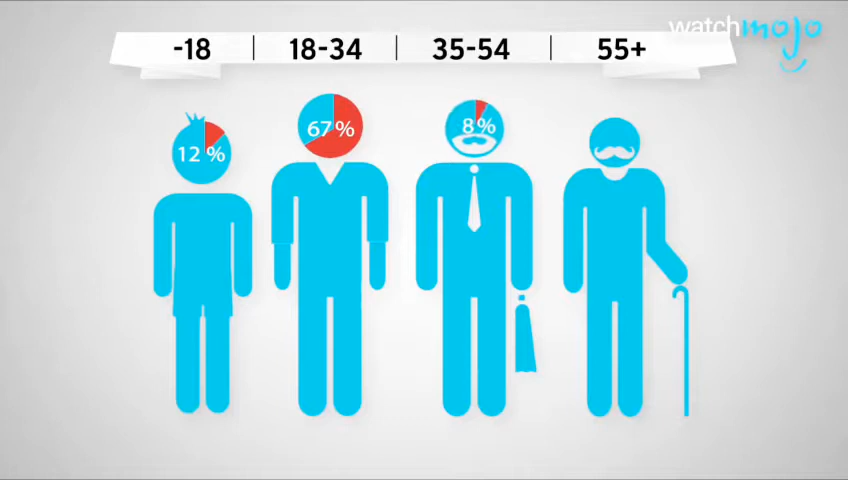 watchmojo
-18 | 18-34 | 35-54 | 55+
12% 67% 8%